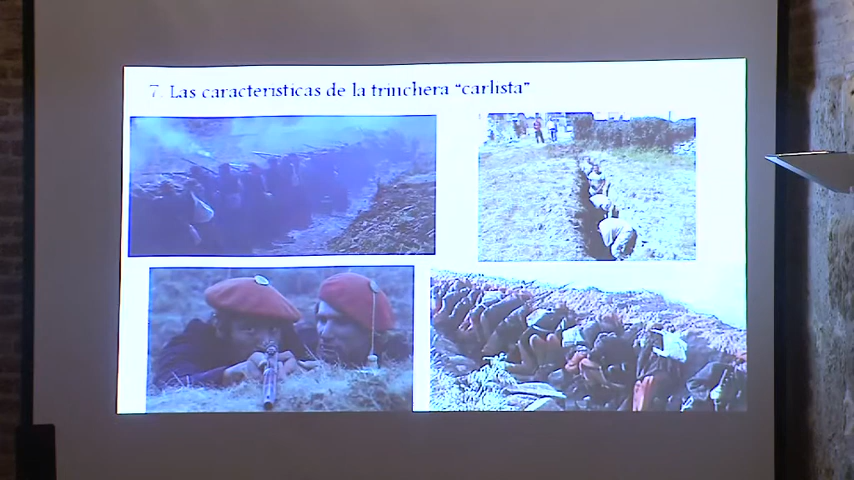 7. Las características de la trinchera “carlista”